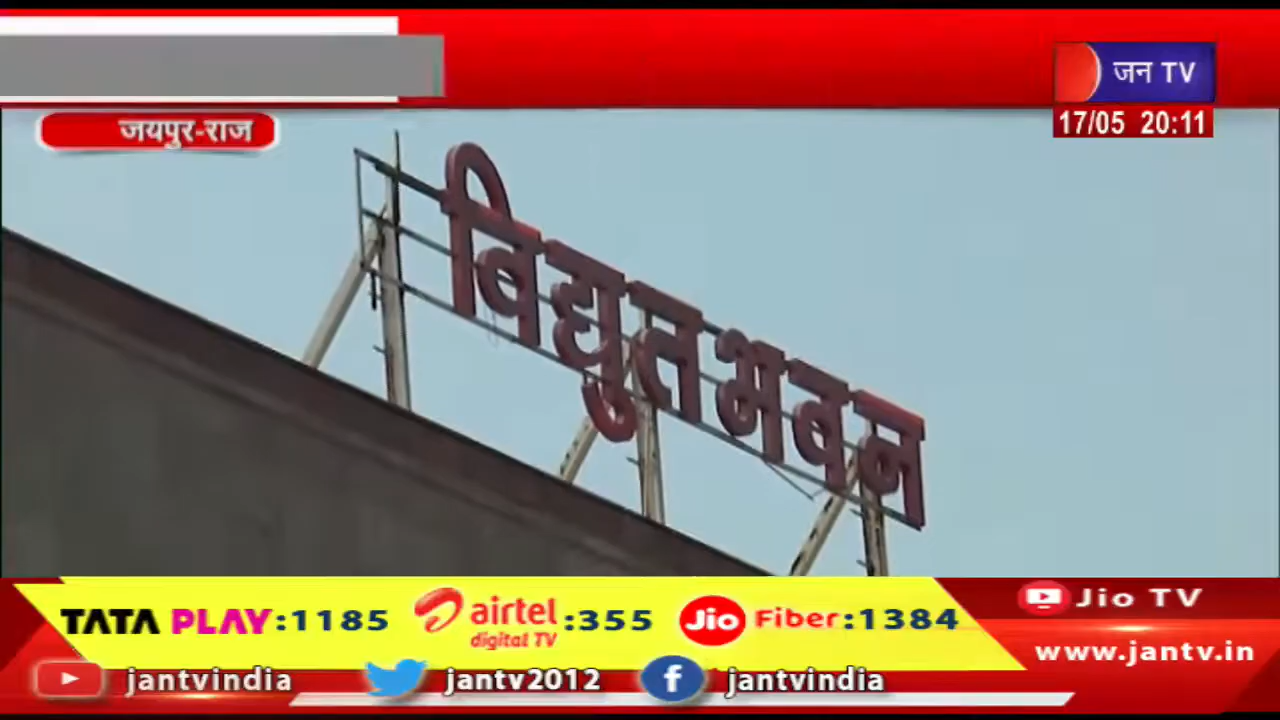 जन TV
17/05 20:11
जयपुर-राज
विद्युत भवन
TATA PLAY:1185 airtel digital TV:355 Jio Fiber:1384
Jio TV
www.jantv.in
jantvindia jantv2012 jantvindia